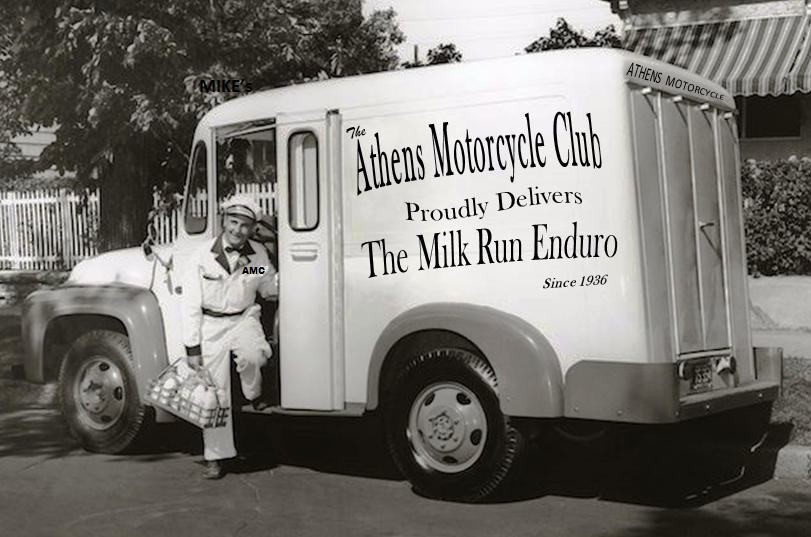 MIKE's
ATHENS MOTORCYCLE
The
Athens Motorcycle Club
Proudly Delivers
The Milk Run Enduro
Since 1936
AMC